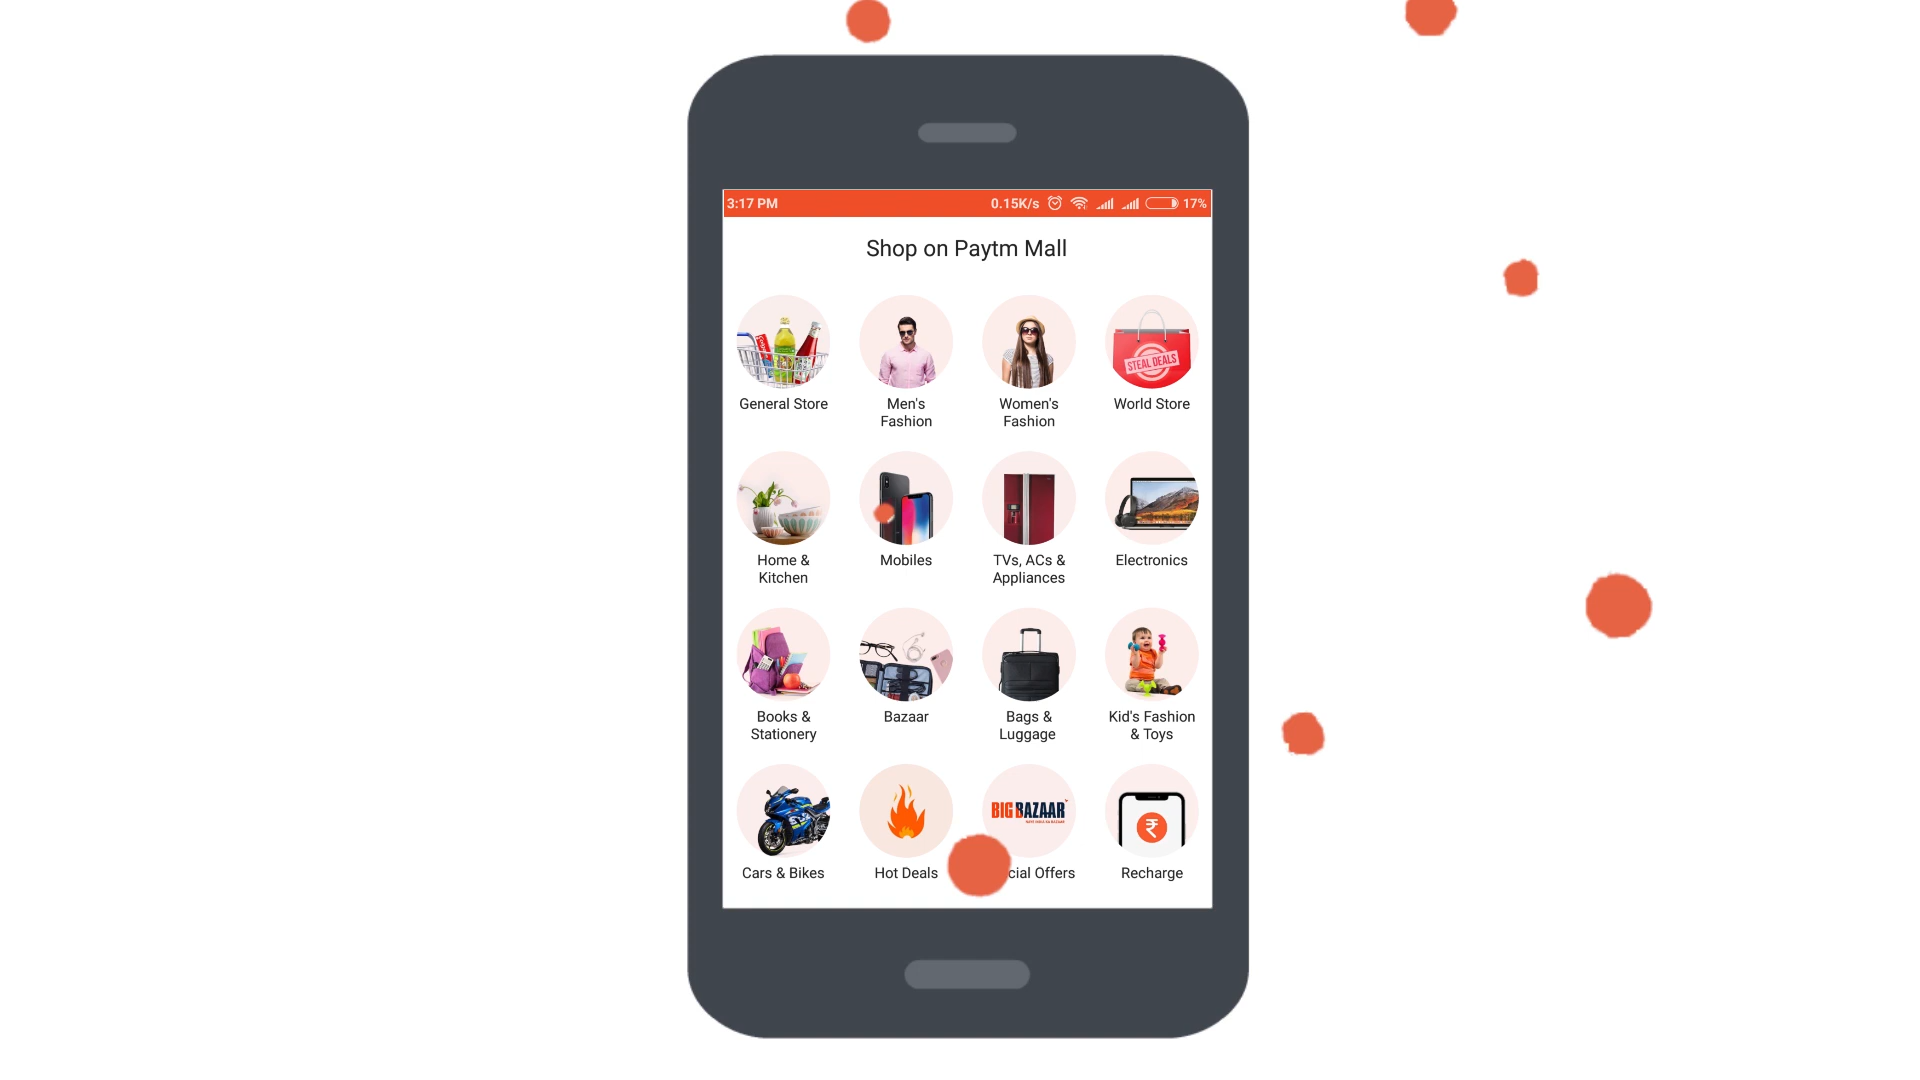 3:17 PM 0.15K/s 17%
Shop on Paytm Mall
STEAL DEALS
General Store Men's Women's World Store
Fashion Fashion
Home & Mobiles TVs, ACs & Electronics
Kitchen Appliances
Books & Bazaar Bags & Kid's Fashion
Stationery Luggage & Toys
BIG BAZAAR
₹
Cars & Bikes Hot Deals cial Offers Recharge